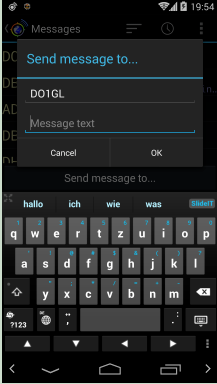 19:54
Messages
Send message to...
DO1GL
Message text
Cancel OK
Send message to...
hallo ich wie was SlideIT
q w e r t z u i o p
a s d f g h j k l
y x c v b n m
?123 , .